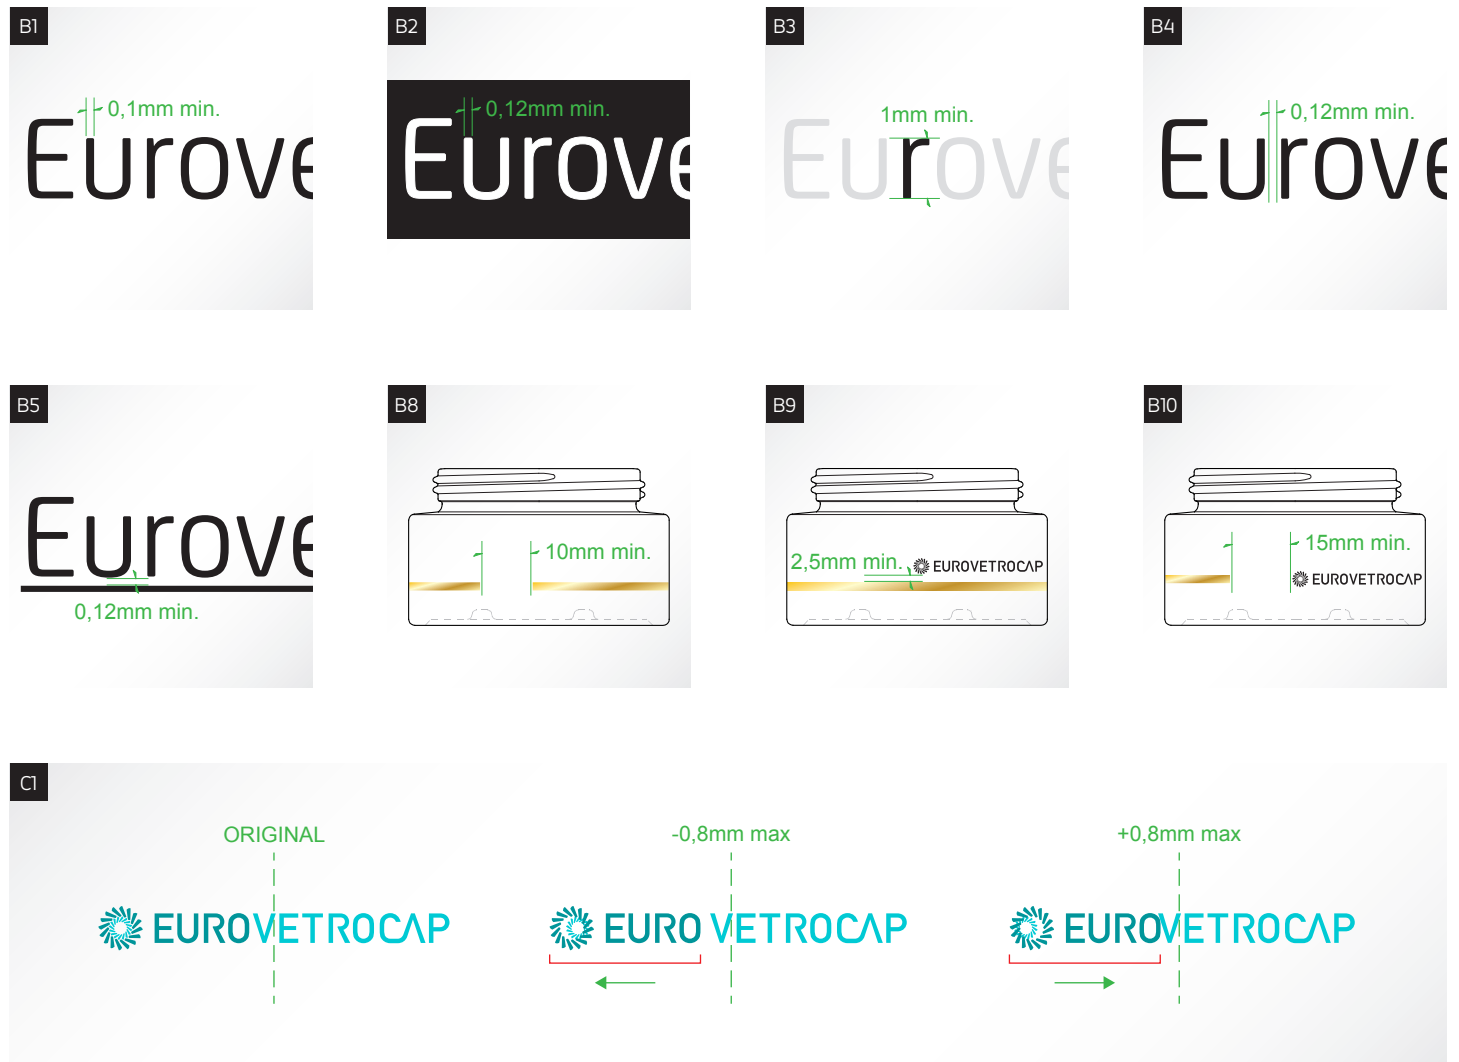 B1
0,1mm min.
Eurove
B2
0,12mm min.
Eurove
B3
1mm min.
Eurove
B4
0,12mm min.
Eurove
B5
Eurove
0,12mm min.
B8
10mm min.
B9
2,5mm min.
EUROVETROCAP
B10
15mm min.
EUROVETROCAP
C1
ORIGINAL
EUROVETROCAP
-0,8mm max
EURO VETROCAP
+0,8mm max
EUROVETROCAP